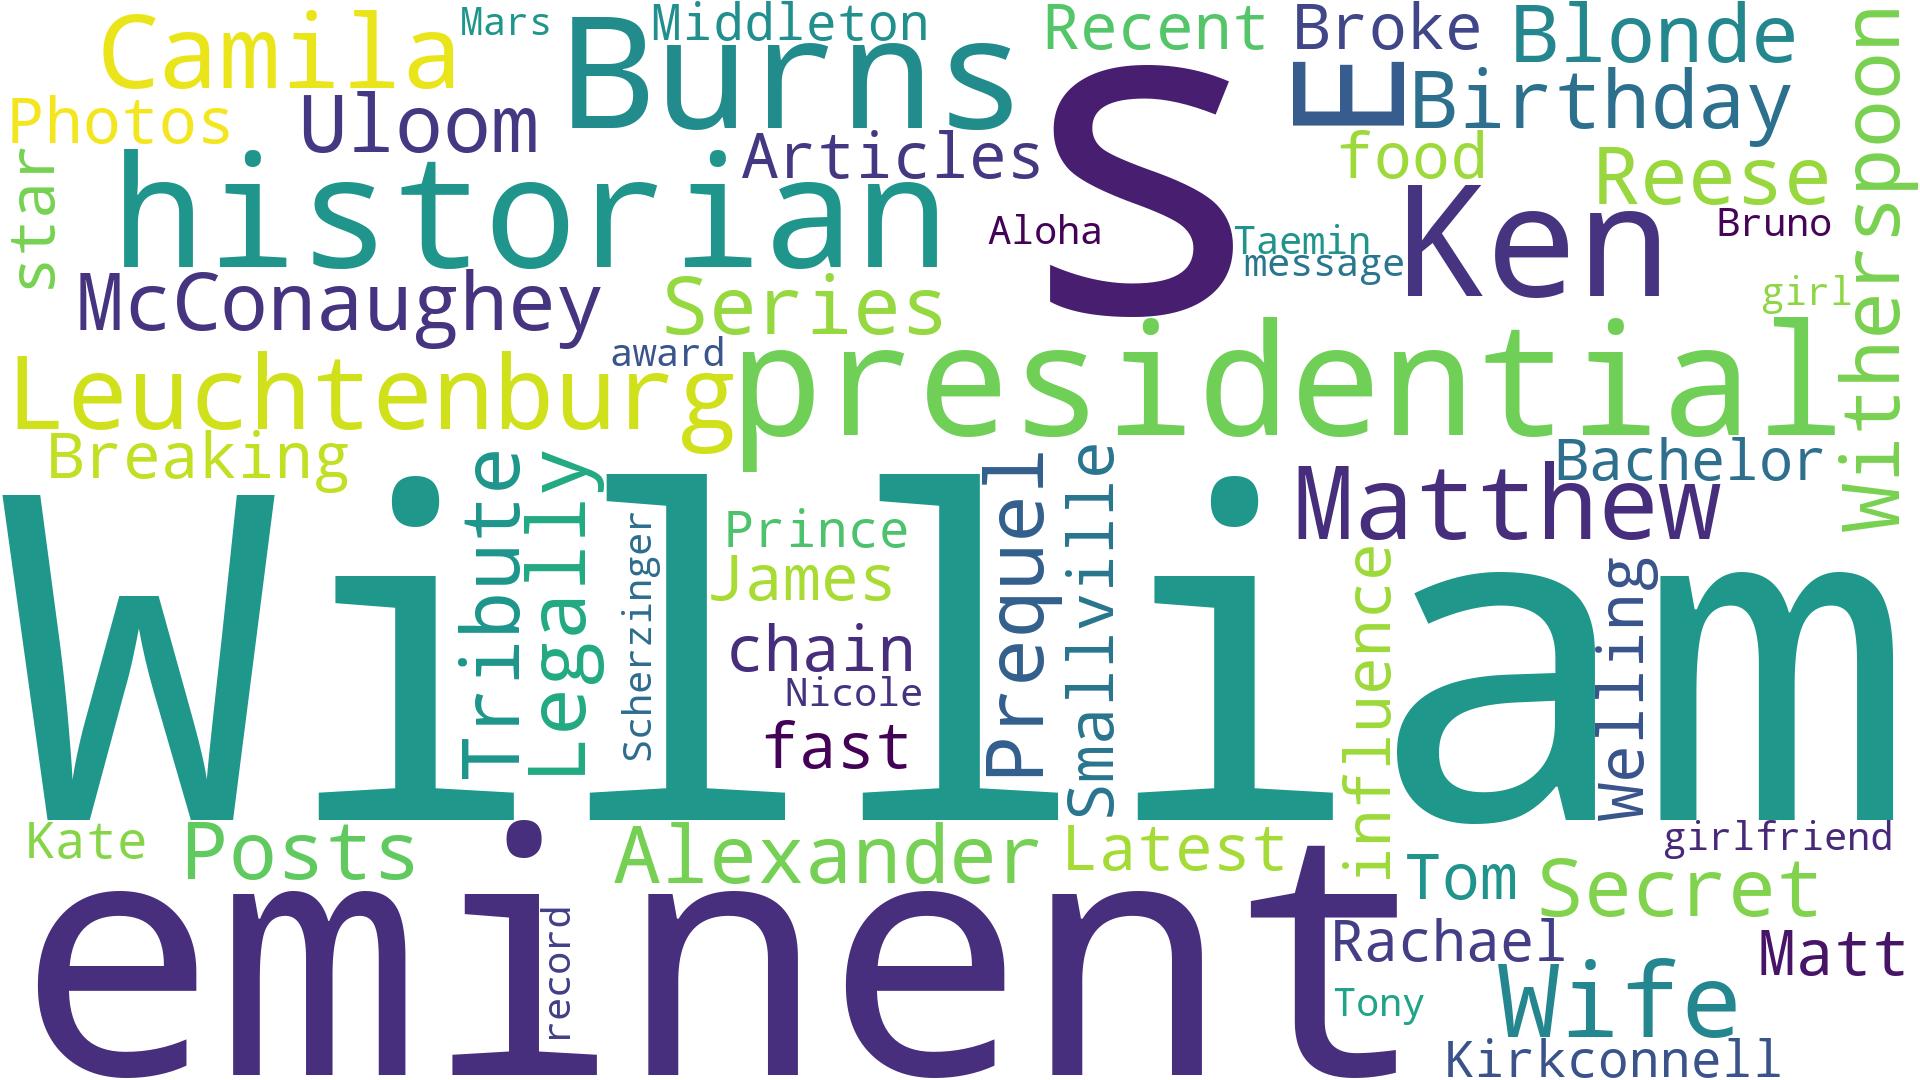 Mars
Middleton
Recent
Broke
Blonde
Camila
Burns
E
Birthday
Photos
Uloom
Articles
S
food
Reese
Witherspoon
star
historian
Aloha
Taemin
message
Ken
Bruno
McConaughey
Series
girl
award
Leuchtenburg
presidential
Breaking
Tribute
Legally
Scherzinger
Prince
James
chain
Nicole
fast
Prequel
Smallville
Matthew
Bachelor
influence
Welling
William
Kate
Posts
Alexander
Latest
girlfriend
Tom
Secret
eminent
record
Rachael
Matt
Tony
Wife
Kirkconnell